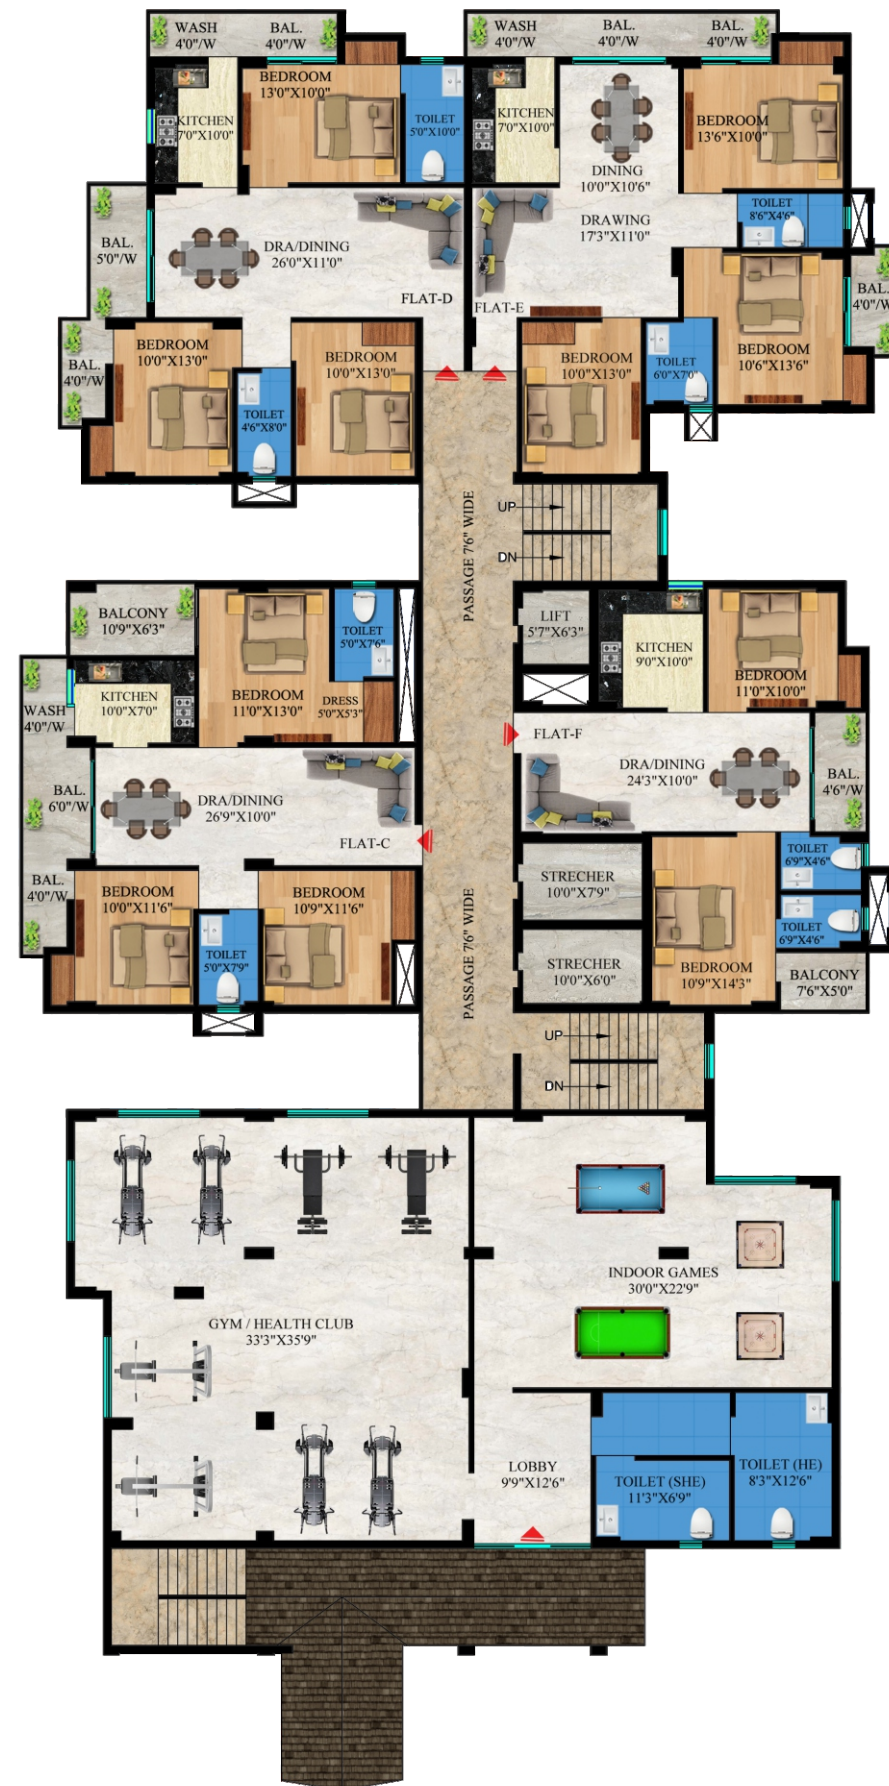 WASH
4'0"/W
BAL.
4'0"/W
WASH
4'0"/W
BAL.
4'0"/W
BAL.
4'0"/W
BEDROOM
13'0"X10'0"
KITCHEN
7'0"X10'0"
TOILET
5'0"X10'0"
KITCHEN
7'0"X10'0"
BEDROOM
13'6"X10'0"
DINING
10'0"X10'6"
TOILET
8'6"X4'6"
DRAWING
17'3"X11'0"
BAL.
5'0"/W
DRA/DINING
26'0"X11'0"
FLAT-D
FLAT-E
BAL.
4'0"/W
BEDROOM
10'0"X13'0"
BEDROOM
10'0"X13'0"
BEDROOM
10'0"X13'0"
TOILET
6'0"X7'0"
BEDROOM
10'6"X13'6"
BAL.
4'0"/W
TOILET
4'6"X8'0"
PASSAGE 7'6" WIDE
UP
DN
BALCONY
10'9"X6'3"
TOILET
5'0"X7'6"
LIFT
5'7"X6'3"
KITCHEN
9'0"X10'0"
BEDROOM
11'0"X10'0"
WASH
4'0"/W
KITCHEN
10'0"X7'0"
BEDROOM
11'0"X13'0"
DRESS
5'0"X5'3"
FLAT-F
DRA/DINING
24'3"X10'0"
BAL.
4'6"/W
BAL.
6'0"/W
DRA/DINING
26'9"X10'0"
FLAT-C
BAL.
4'0"/W
BEDROOM
10'0"X11'6"
BEDROOM
10'9"X11'6"
TOILET
5'0"X7'9"
STRECHER
10'0"X7'9"
TOILET
6'9"X4'6"
TOILET
6'9"X4'6"
STRECHER
10'0"X6'0"
BEDROOM
10'9"X14'3"
BALCONY
7'6"X5'0"
PASSAGE 7'6" WIDE
UP
DN
INDOOR GAMES
30'0"X22'9"
GYM / HEALTH CLUB
33'3"X35'9"
LOBBY
9'9"X12'6"
TOILET (SHE)
11'3"X6'9"
TOILET (HE)
8'3"X12'6"